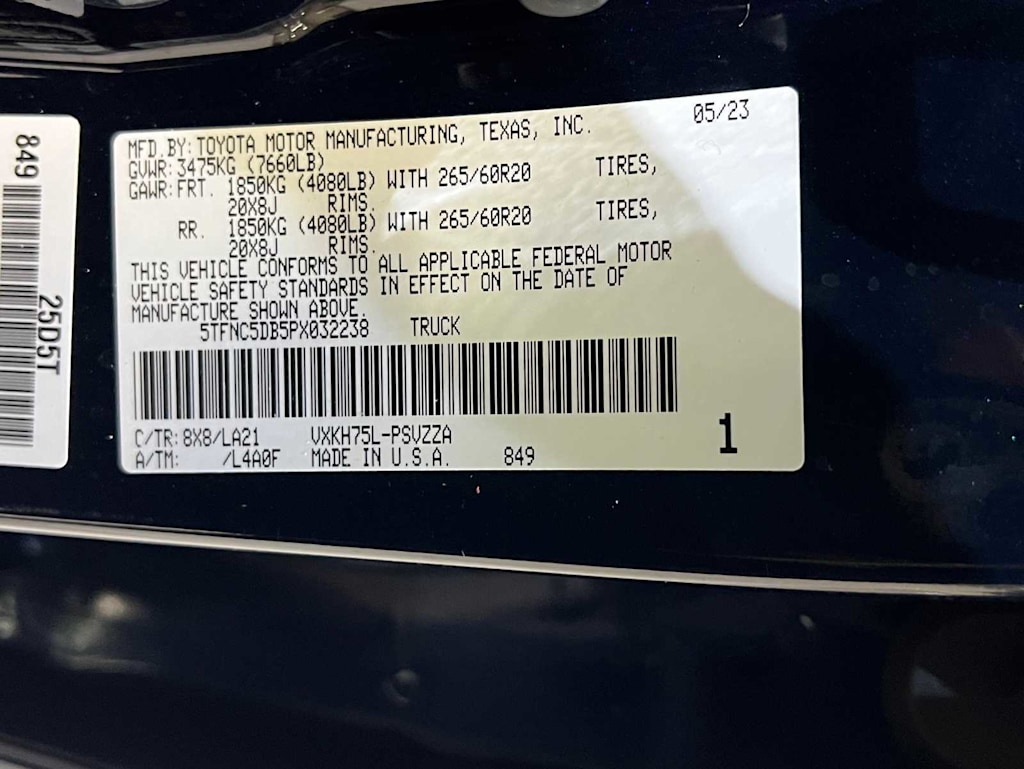 849
25D5T
05/23
MFD.BY:TOYOTA MOTOR MANUFACTURING, TEXAS, INC.
GVWR:3475KG (7660LB)
GAWR:FRT. 1850KG (4080LB) WITH 265/60R20 TIRES,
20X8J RIMS.
RR. 1850KG (4080LB) WITH 265/60R20 TIRES,
20X8J RIMS.
THIS VEHICLE CONFORMS TO ALL APPLICABLE FEDERAL MOTOR
VEHICLE SAFETY STANDARDS IN EFFECT ON THE DATE OF
MANUFACTURE SHOWN ABOVE.
5TFNC5DB5PX032238 TRUCK
C/TR:8X8/LA21 VXKH75L-PSVZZA
A/TM: /L4A0F MADE IN U.S.A. 849
1